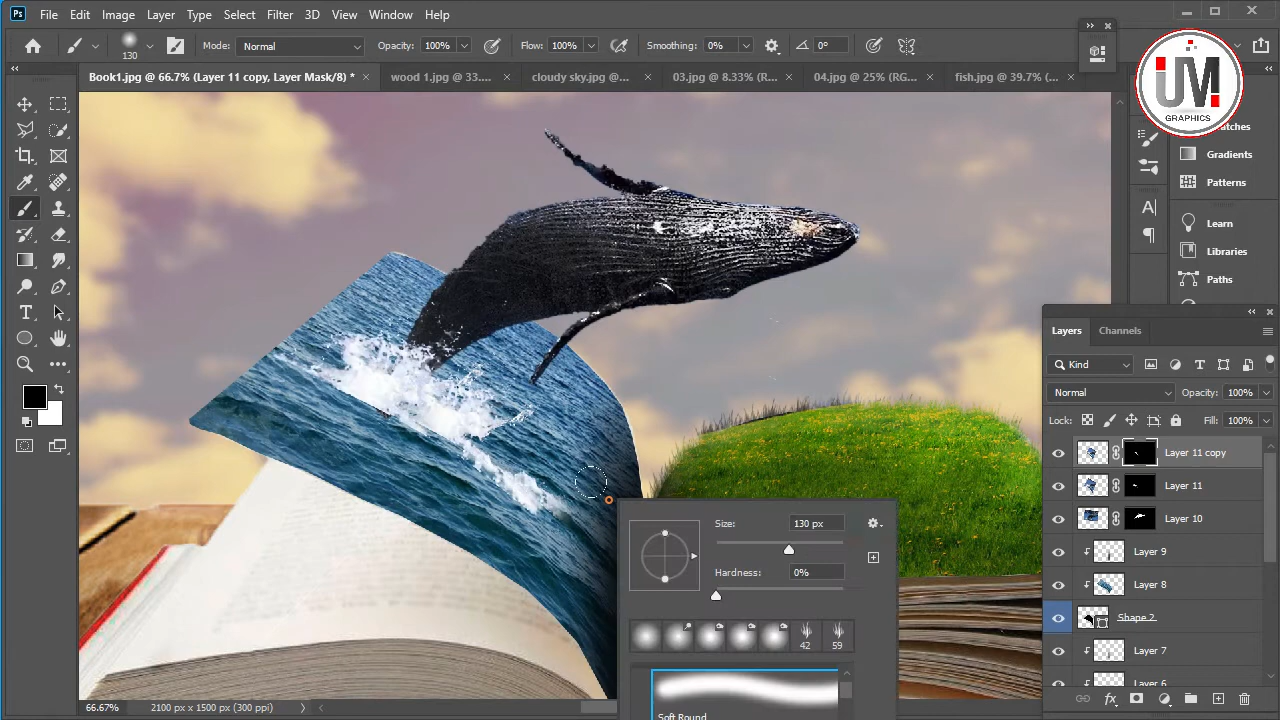 Ps File Edit Image Layer Type Select Filter 3D View Window Help
130 Mode: Normal Opacity: 100% Flow: 100% Smoothing: 0% 0°
Book1.jpg @ 66.7% (Layer 11 copy, Layer Mask/8) * × wood 1.jpg @ 33.... × cloudy sky.jpg @... × 03.jpg @ 8.33% (R... × 04.jpg @ 25% (RG... × fish.jpg @ 39.7% (... ×
UM
GRAPHICS
Gradients
Patterns
Learn
Libraries
Paths
Layers Channels
Kind
Normal Opacity: 100%
Lock: Fill: 100%
Layer 11 copy
Layer 11
Layer 10
Layer 9
Layer 8
Shape 2
Layer 7
Layer 6
Size: 130 px
Hardness: 0%
42 59
Soft Round
66.67% 2100 px x 1500 px (300 ppi)